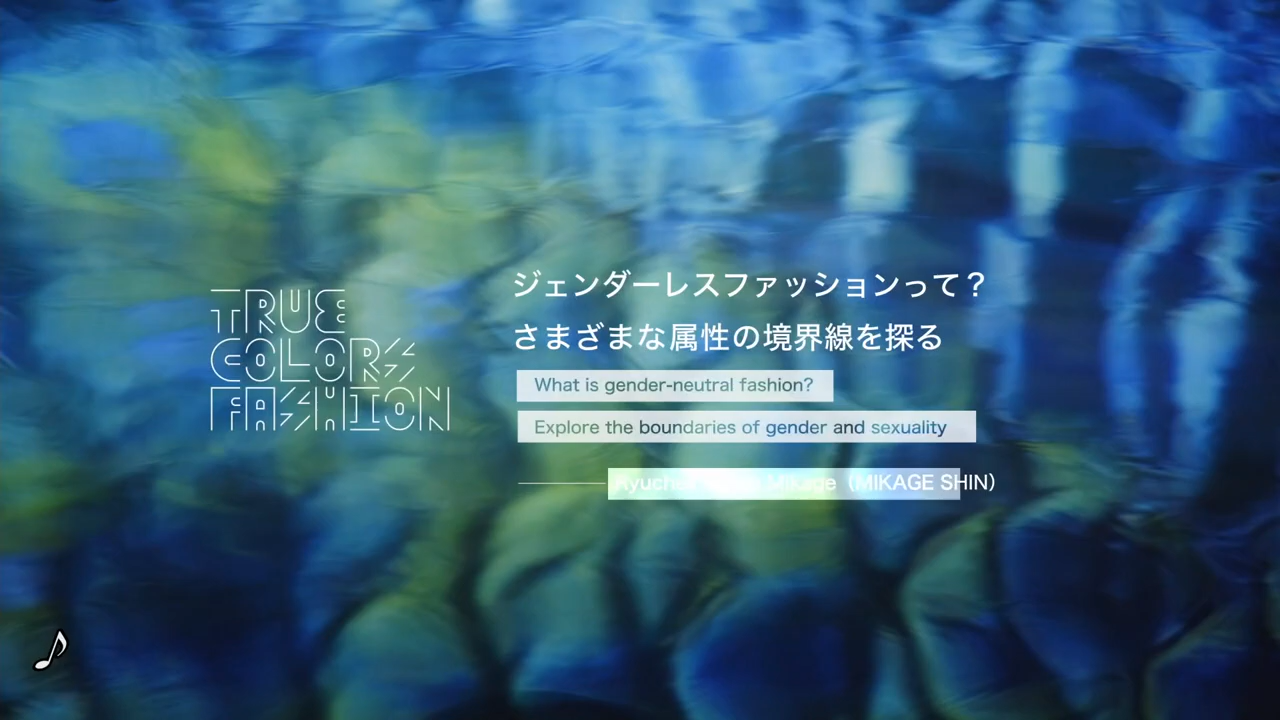 TRUE
COLORS
FASHION
ジェンダーレスファッションって？
さまざまな属性の境界線を探る
What is gender-neutral fashion?
Explore the boundaries of gender and sexuality
Mikage（MIKAGE SHIN）